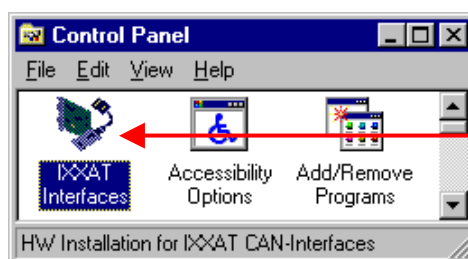 Control Panel
File Edit View Help
IXXAT Accessibility Add/Remove
Interfaces Options Programs
HW Installation for IXXAT CAN-Interfaces